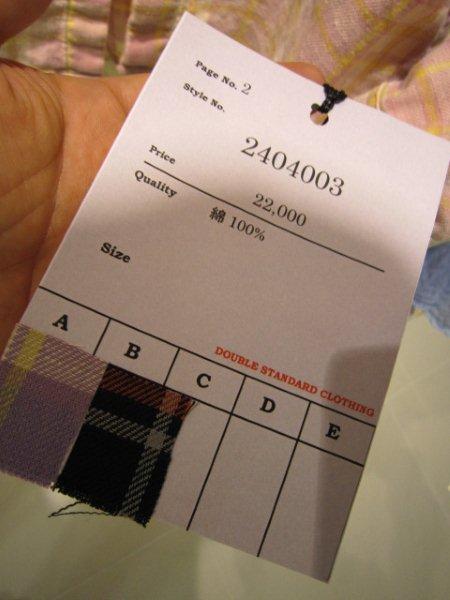 Page No. 2
Style No.
2404003
Price
22,000
Quality
綿 100%
Size
DOUBLE STANDARD CLOTHING
A B C D E